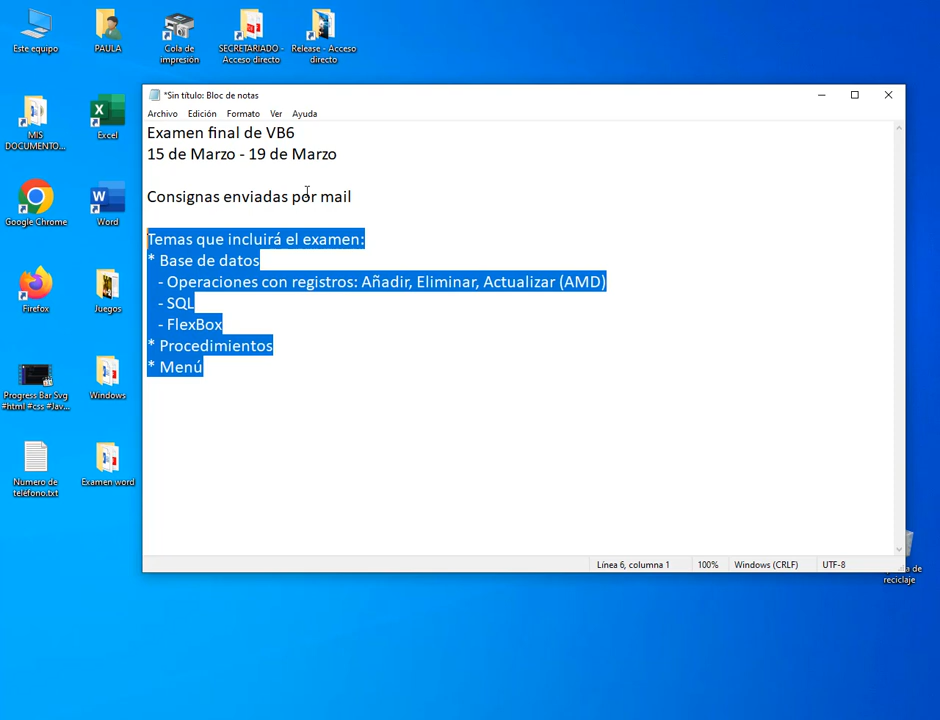 Este equipo
PAULA
Cola de
impresión
SECRETARIADO -
Acceso directo
Release - Acceso
directo
MIS
DOCUMENTO...
Excel
Google Chrome
Word
Firefox
Juegos
Progress Bar Svg
#html #css #Jav...
Windows
Numero de
teléfono.txt
Examen word
*Sin título: Bloc de notas
Archivo Edición Formato Ver Ayuda
Examen final de VB6
15 de Marzo - 19 de Marzo
Consignas enviadas por mail
Temas que incluirá el examen:
* Base de datos
- Operaciones con registros: Añadir, Eliminar, Actualizar (AMD)
- SQL
- FlexBox
* Procedimientos
* Menú
Línea 6, columna 1 100% Windows (CRLF) UTF-8
de
reciclaje